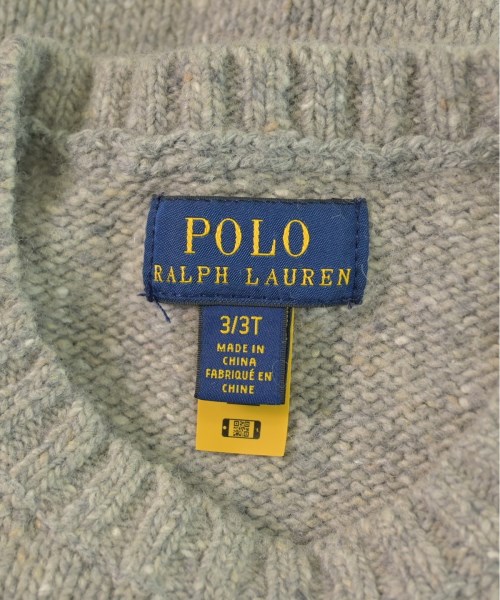 POLO
RALPH LAUREN
3/3T
MADE IN
CHINA
FABRIQUÉ EN
CHINE